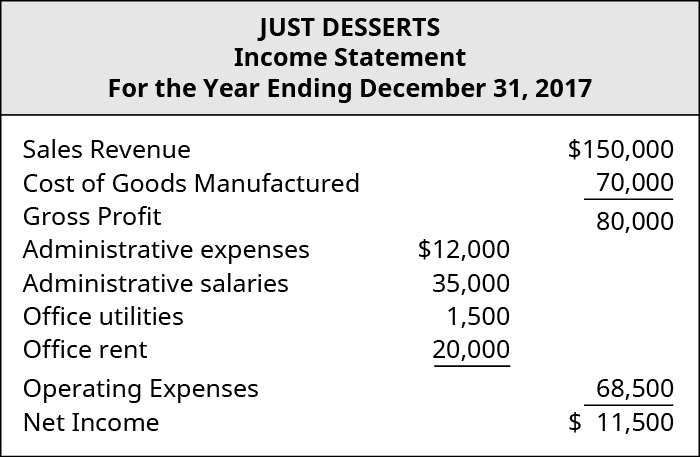 JUST DESSERTS
Income Statement
For the Year Ending December 31, 2017
Sales Revenue $150,000
Cost of Goods Manufactured 70,000
Gross Profit 80,000
Administrative expenses $12,000
Administrative salaries 35,000
Office utilities 1,500
Office rent 20,000
Operating Expenses 68,500
Net Income $ 11,500